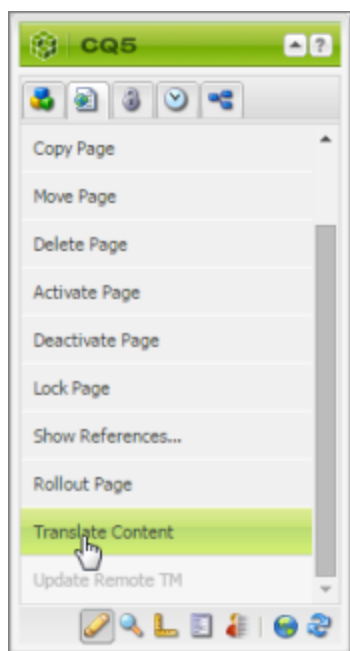 CQ5
?
Copy Page
Move Page
Delete Page
Activate Page
Deactivate Page
Lock Page
Show References...
Rollout Page
Translate Content
Update Remote TM